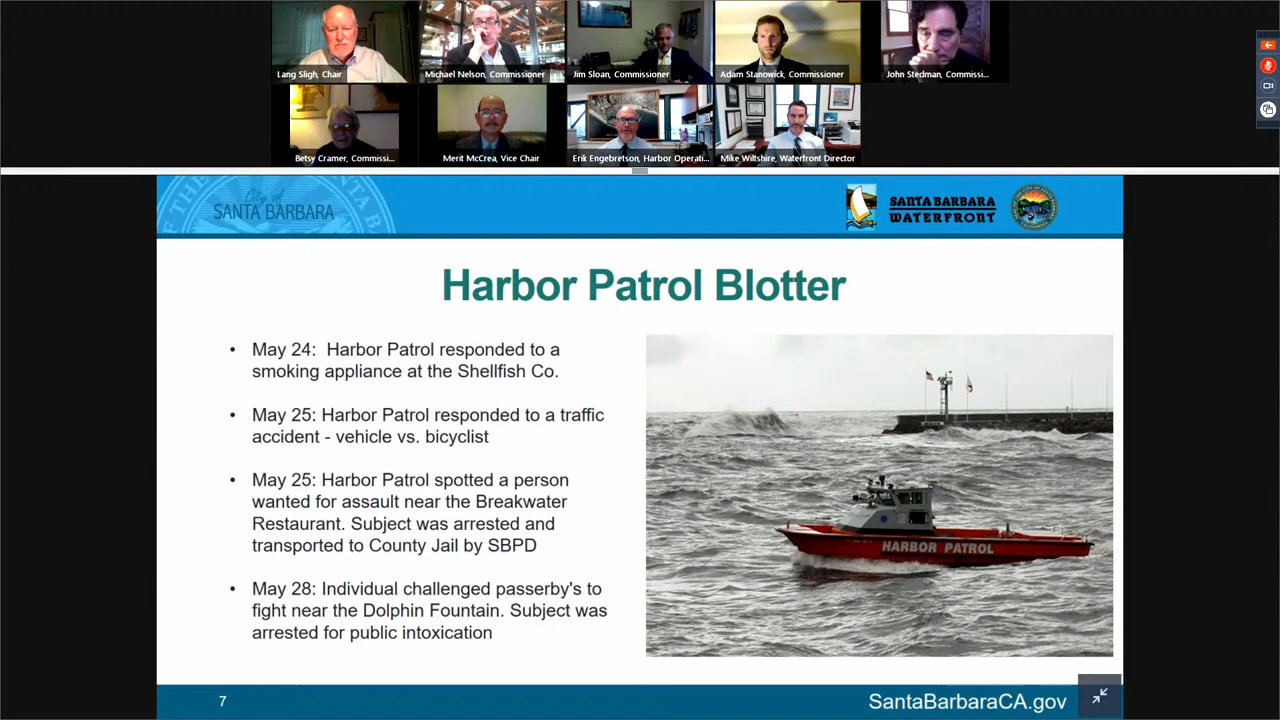 Lang Sligh, Chair
Michael Nelson, Commissioner
Jim Sloan, Commissioner
Adam Stanowick, Commissioner
John Stedman, Commissi...
Betsy Cramer, Commissi...
Merit McCrea, Vice Chair
Erik Engebretson, Harbor Operati...
Mike Wiltshire, Waterfront Director
City of
SANTA BARBARA
SANTA BARBARA
WATERFRONT
Harbor Patrol Blotter
• May 24: Harbor Patrol responded to a
smoking appliance at the Shellfish Co.
• May 25: Harbor Patrol responded to a traffic
accident - vehicle vs. bicyclist
• May 25: Harbor Patrol spotted a person
wanted for assault near the Breakwater
Restaurant. Subject was arrested and
transported to County Jail by SBPD
• May 28: Individual challenged passerby's to
fight near the Dolphin Fountain. Subject was
arrested for public intoxication
HARBOR PATROL
7
SantaBarbaraCA.gov